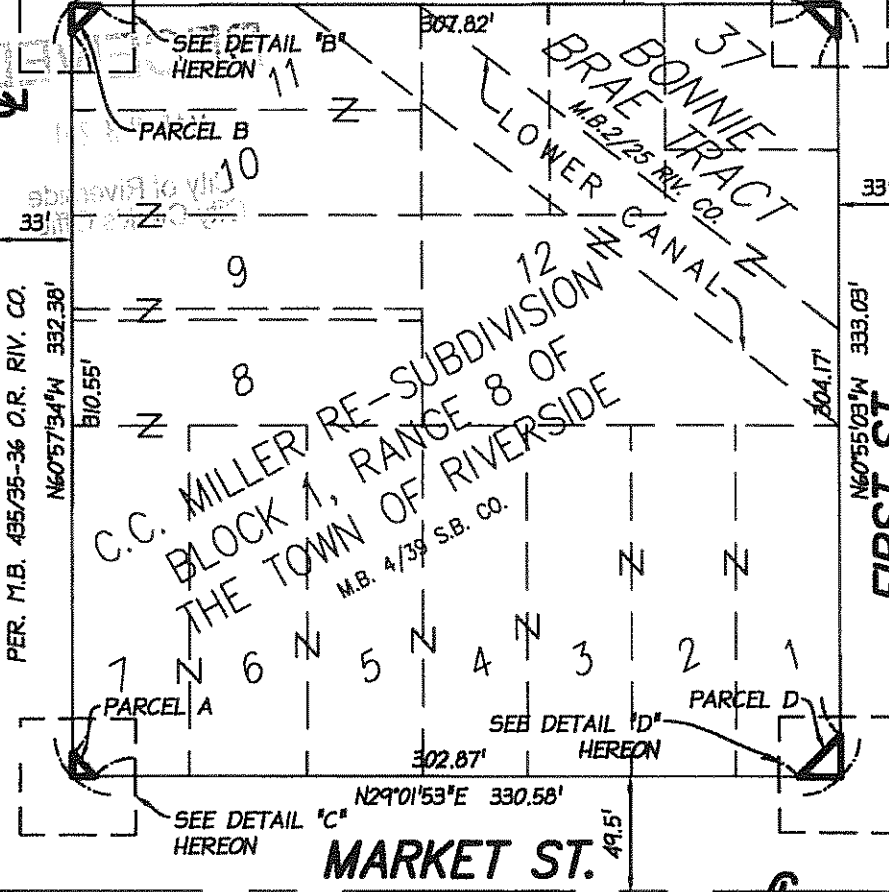 307.82'
SEE DETAIL "B"
HEREON
11
PARCEL B
37
BONNIE
BRAE TRACT
M.B.2/25 RIV. CO.
LOWER CANAL
10
33'
33'
9
12
8
N60°57'34"W 332.38'
310.55'
PER. M.B. 435/35-36 O.R. RIV. CO.
304.17'
N60°55'03"W 333.03'
FIRST ST
C.C. MILLER RE-SUBDIVISION
BLOCK 1, RANGE 8 OF
THE TOWN OF RIVERSIDE
M.B. 4/39 S.B. CO.
7
6
5
4
3
2
1
PARCEL A
PARCEL D
SEE DETAIL "D"
HEREON
302.87'
N29°01'53"E 330.58'
SEE DETAIL "C"
HEREON
49.5'
MARKET ST.
City of Riverside